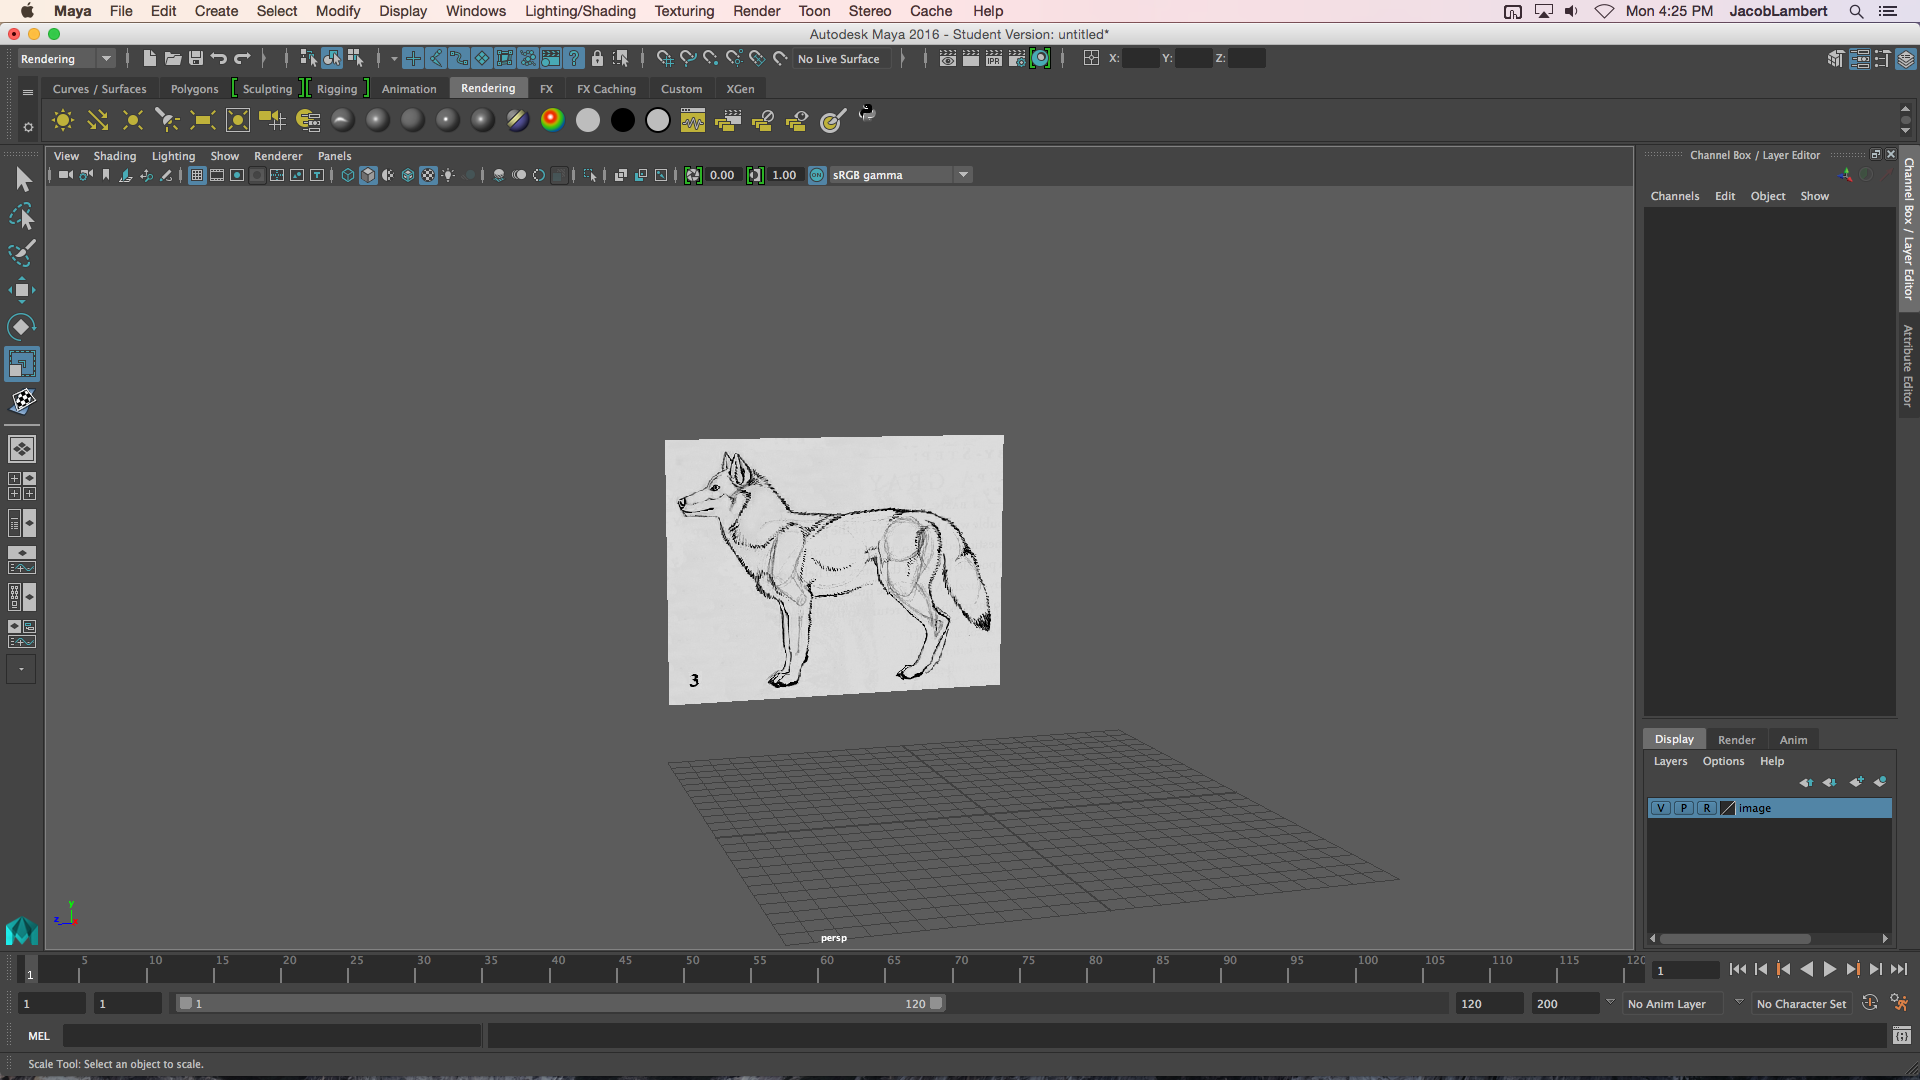 Maya File Edit Create Select Modify Display Windows Lighting/Shading Texturing Render Toon Stereo Cache Help Mon 4:25 PM JacobLambert
Autodesk Maya 2016 - Student Version: untitled*
Rendering No Live Surface X: Y: Z:
IPR
Curves / Surfaces Polygons Sculpting Rigging Animation Rendering FX FX Caching Custom XGen
View Shading Lighting Show Renderer Panels
0.00 1.00 ON sRGB gamma
Channel Box / Layer Editor
Channels Edit Object Show
Channel Box / Layer Editor
Attribute Editor
3
y
z
persp
Display Render Anim
Layers Options Help
V P R image
1 5 10 15 20 25 30 35 40 45 50 55 60 65 70 75 80 85 90 95 100 105 110 115 120 1
1 1 1 120 120 200 No Anim Layer No Character Set
MEL
Scale Tool: Select an object to scale.